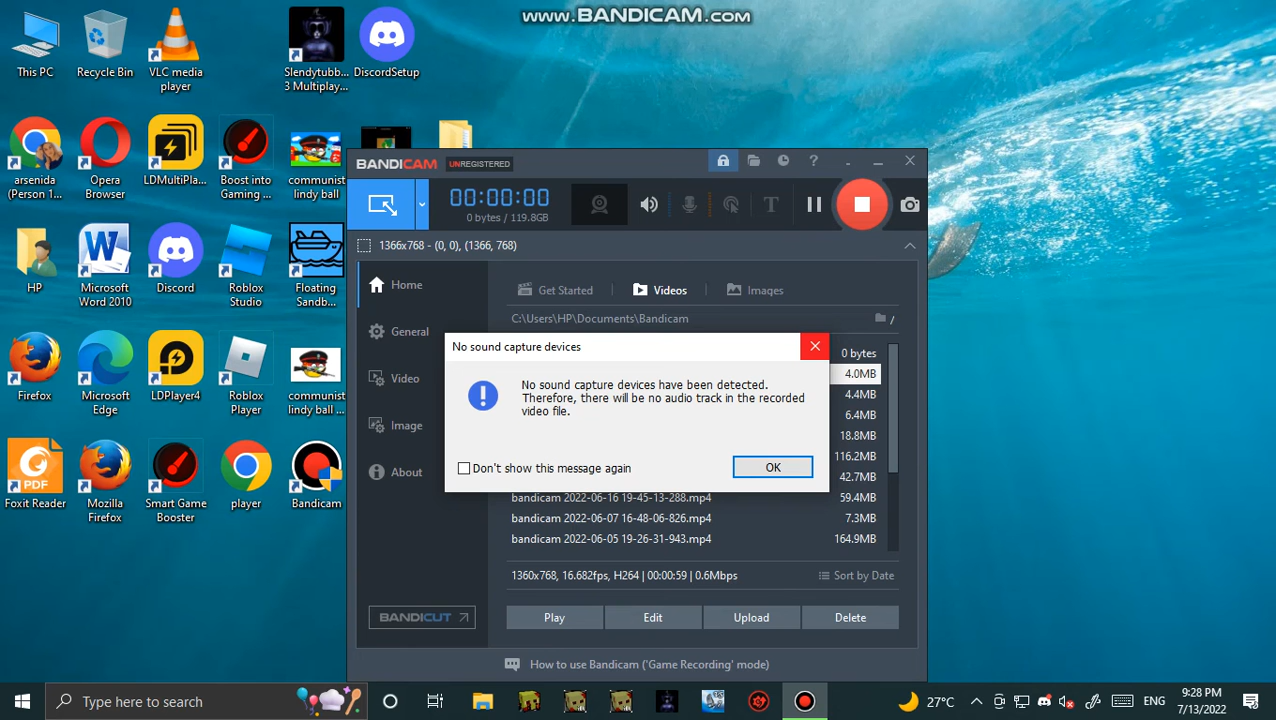 www.BANDICAM.com
This PC
Recycle Bin
VLC media
player
Slendytubb...
3 Multiplay...
DiscordSetup
arsenida
(Person 1...
Opera
Browser
LDMultiPla...
Boost into
Gaming ...
communist
lindy ball
HP
Microsoft
Word 2010
Discord
Roblox
Studio
Floating
Sandb...
Firefox
Microsoft
Edge
LDPlayer4
Roblox
Player
communist
lindy ball ...
Foxit Reader
Mozilla
Firefox
Smart Game
Booster
player
Bandicam
BANDICAM UNREGISTERED
00:00:00
0 bytes / 119.8GB
1366x768 - (0, 0), (1366, 768)
Home
General
Video
Image
About
BANDICUT
Get Started
Videos
Images
C:\Users\HP\Documents\Bandicam
No sound capture devices
No sound capture devices have been detected.
Therefore, there will be no audio track in the recorded
video file.
Don't show this message again
OK
0 bytes
4.0MB
4.4MB
6.4MB
18.8MB
116.2MB
42.7MB
bandicam 2022-06-16 19-45-13-288.mp4 59.4MB
bandicam 2022-06-07 16-48-06-826.mp4 7.3MB
bandicam 2022-06-05 19-26-31-943.mp4 164.9MB
1360x768, 16.682fps, H264 | 00:00:59 | 0.6Mbps
Sort by Date
Play
Edit
Upload
Delete
How to use Bandicam ('Game Recording' mode)
Type here to search
27°C
ENG
9:28 PM
7/13/2022